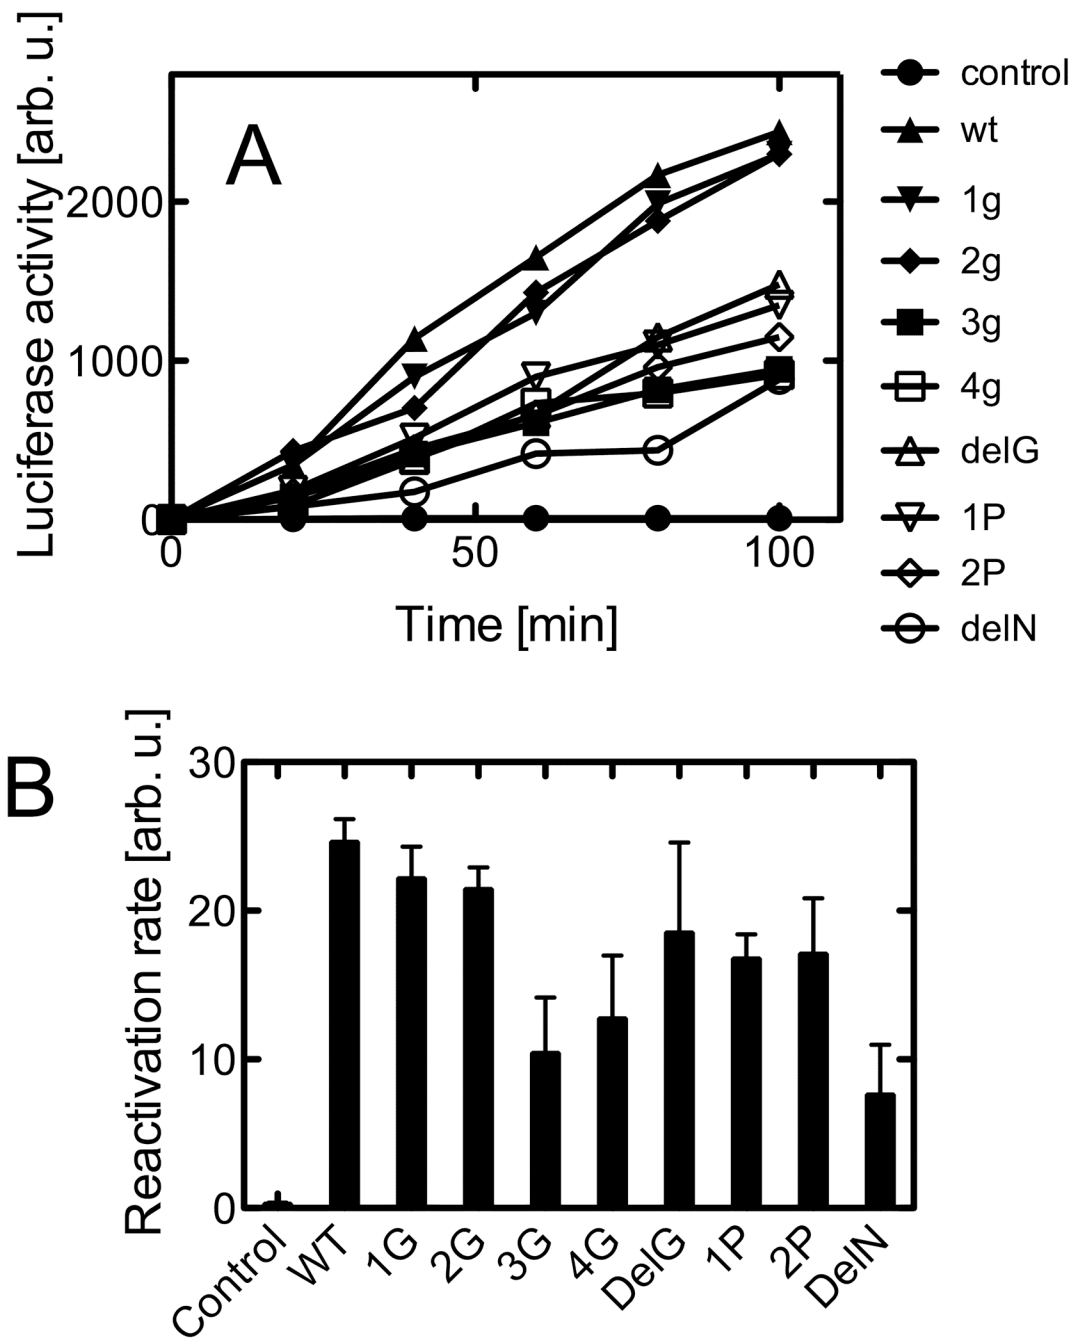 Luciferase activity [arb. u.]
A
2000
1000
0
0 50 100
Time [min]
control
wt
1g
2g
3g
4g
delG
1P
2P
delN
B
Reactivation rate [arb. u.]
30
20
10
0
Control WT 1G 2G 3G 4G DelG 1P 2P DelN